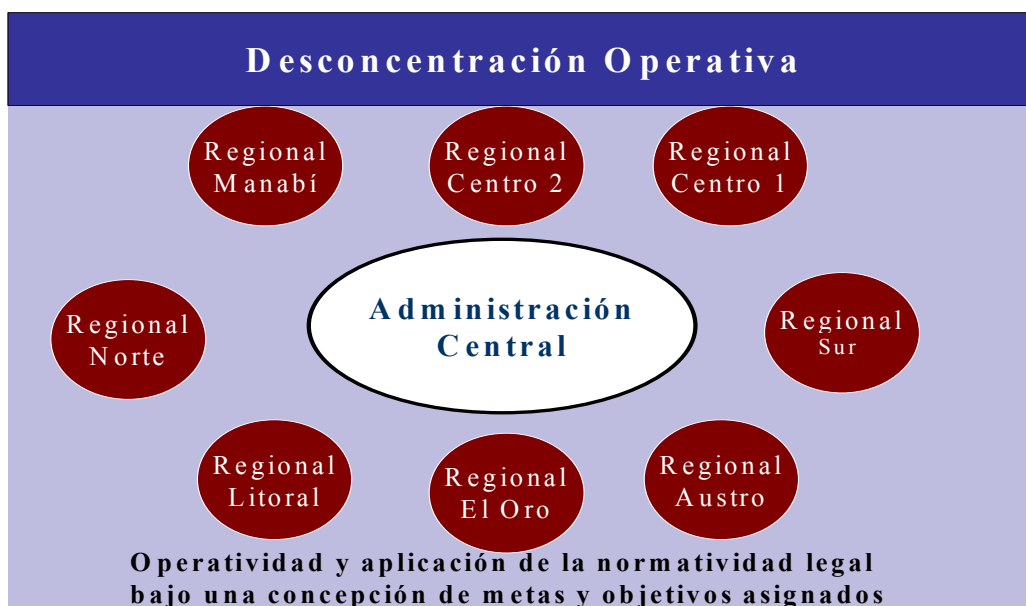 Desconcentración Operativa
Regional
Manabí
Regional
Centro 2
Regional
Centro 1
Regional
Norte
Administración
Central
Regional
Sur
Regional
Litoral
Regional
El Oro
Regional
Austro
Operatividad y aplicación de la normatividad legal
bajo una concepción de metas y objetivos asignados